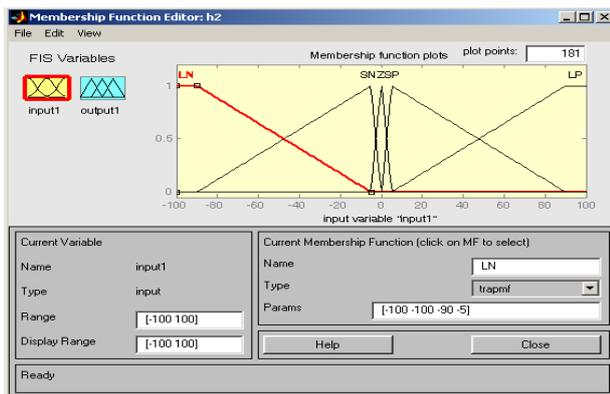 Membership Function Editor: h2
File Edit View
FIS Variables
Membership function plots plot points: 181
input1 output1
LN SN Z SP LP
1
0.5
0
-100 -80 -60 -40 -20 0 20 40 60 80 100
input variable "input1"
Current Variable
Name input1
Type input
Range [-100 100]
Display Range [-100 100]
Current Membership Function (click on MF to select)
Name LN
Type trapmf
Params [-100 -100 -90 -5]
Help Close
Ready